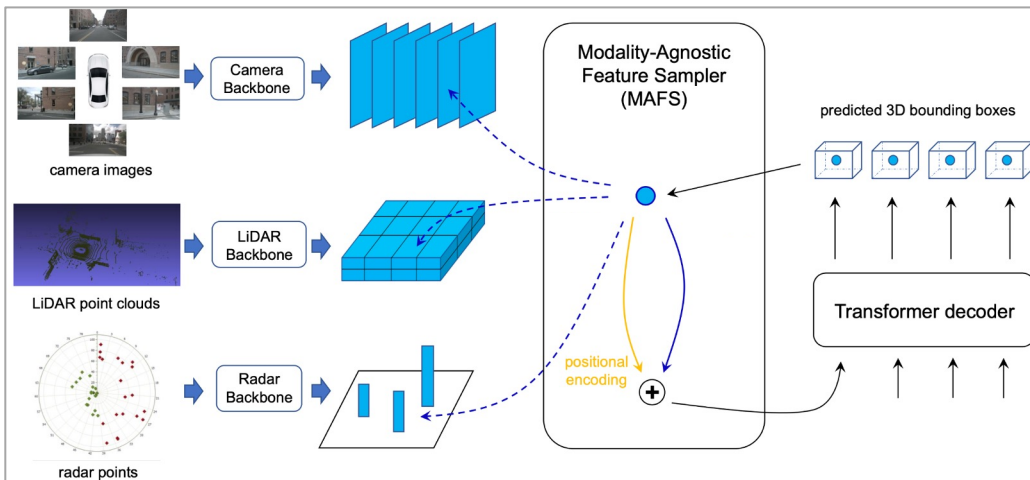 camera images
Camera
Backbone
LiDAR point clouds
LiDAR
Backbone
radar points
Radar
Backbone
Modality-Agnostic
Feature Sampler
(MAFS)
positional
encoding
predicted 3D bounding boxes
Transformer decoder